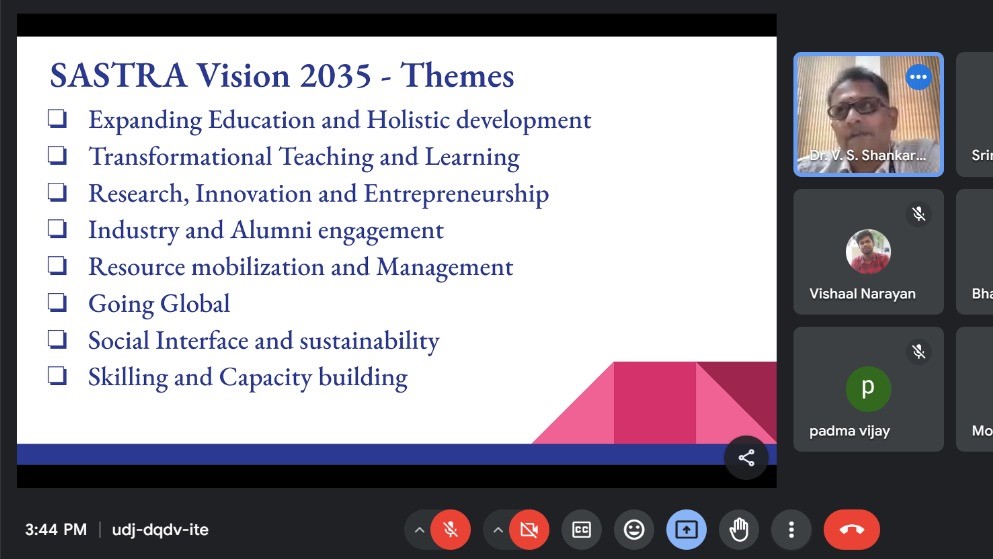 SASTRA Vision 2035 - Themes
Expanding Education and Holistic development
Transformational Teaching and Learning
Research, Innovation and Entrepreneurship
Industry and Alumni engagement
Resource mobilization and Management
Going Global
Social Interface and sustainability
Skilling and Capacity building
Dr. V. S. Shankar...
Srin
Vishaal Narayan
Bha
p
padma vijay
Mo
3:44 PM | udj-dqdv-ite
CC